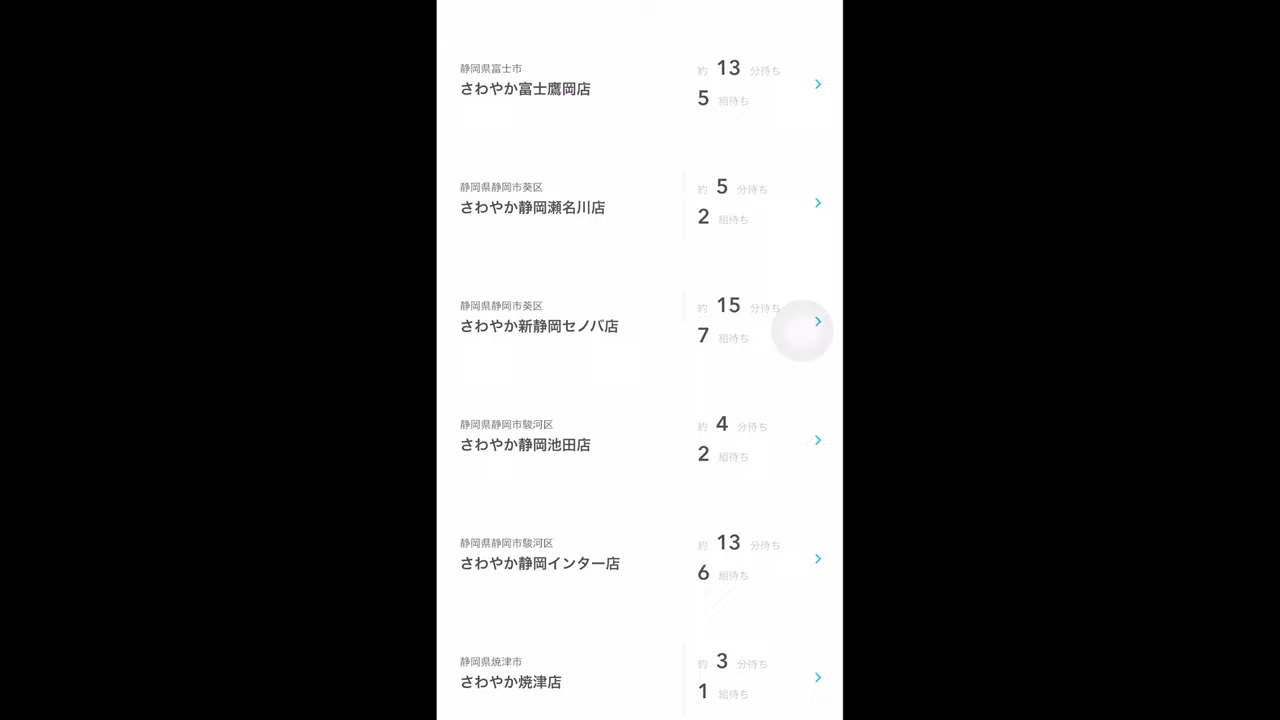 静岡県富士市
さわやか富士鷹岡店
約 13 分待ち
5 組待ち
静岡県静岡市葵区
さわやか静岡瀬名川店
約 5 分待ち
2 組待ち
静岡県静岡市葵区
さわやか新静岡セノバ店
約 15 分待ち
7 組待ち
静岡県静岡市駿河区
さわやか静岡池田店
約 4 分待ち
2 組待ち
静岡県静岡市駿河区
さわやか静岡インター店
約 13 分待ち
6 組待ち
静岡県焼津市
さわやか焼津店
約 3 分待ち
1 組待ち